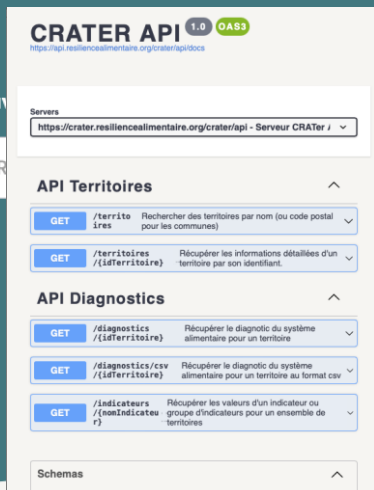 CRATER API 1.0 OAS3
https://api.resiliencealimentaire.org/crater/api/docs
Servers
https://crater.resiliencealimentaire.org/crater/api - Serveur CRATer
API Territoires
GET /territo Rechercher des territoires par nom (ou code postal
ires pour les communes)
GET /territoires Récupérer les informations détaillées d'un
/{idTerritoire} territoire par son identifiant.
API Diagnostics
GET /diagnostics Récupérer le diagnotic du système
/{idTerritoire} alimentaire pour un territoire
GET /diagnostics/csv Récupérer le diagnotic du système
/{idTerritoire} alimentaire pour un territoire au format csv
GET /indicateurs Récupérer les valeurs d'un indicateur ou
/{nomIndicateu groupe d'indicateurs pour un ensemble de
r} territoires
Schemas